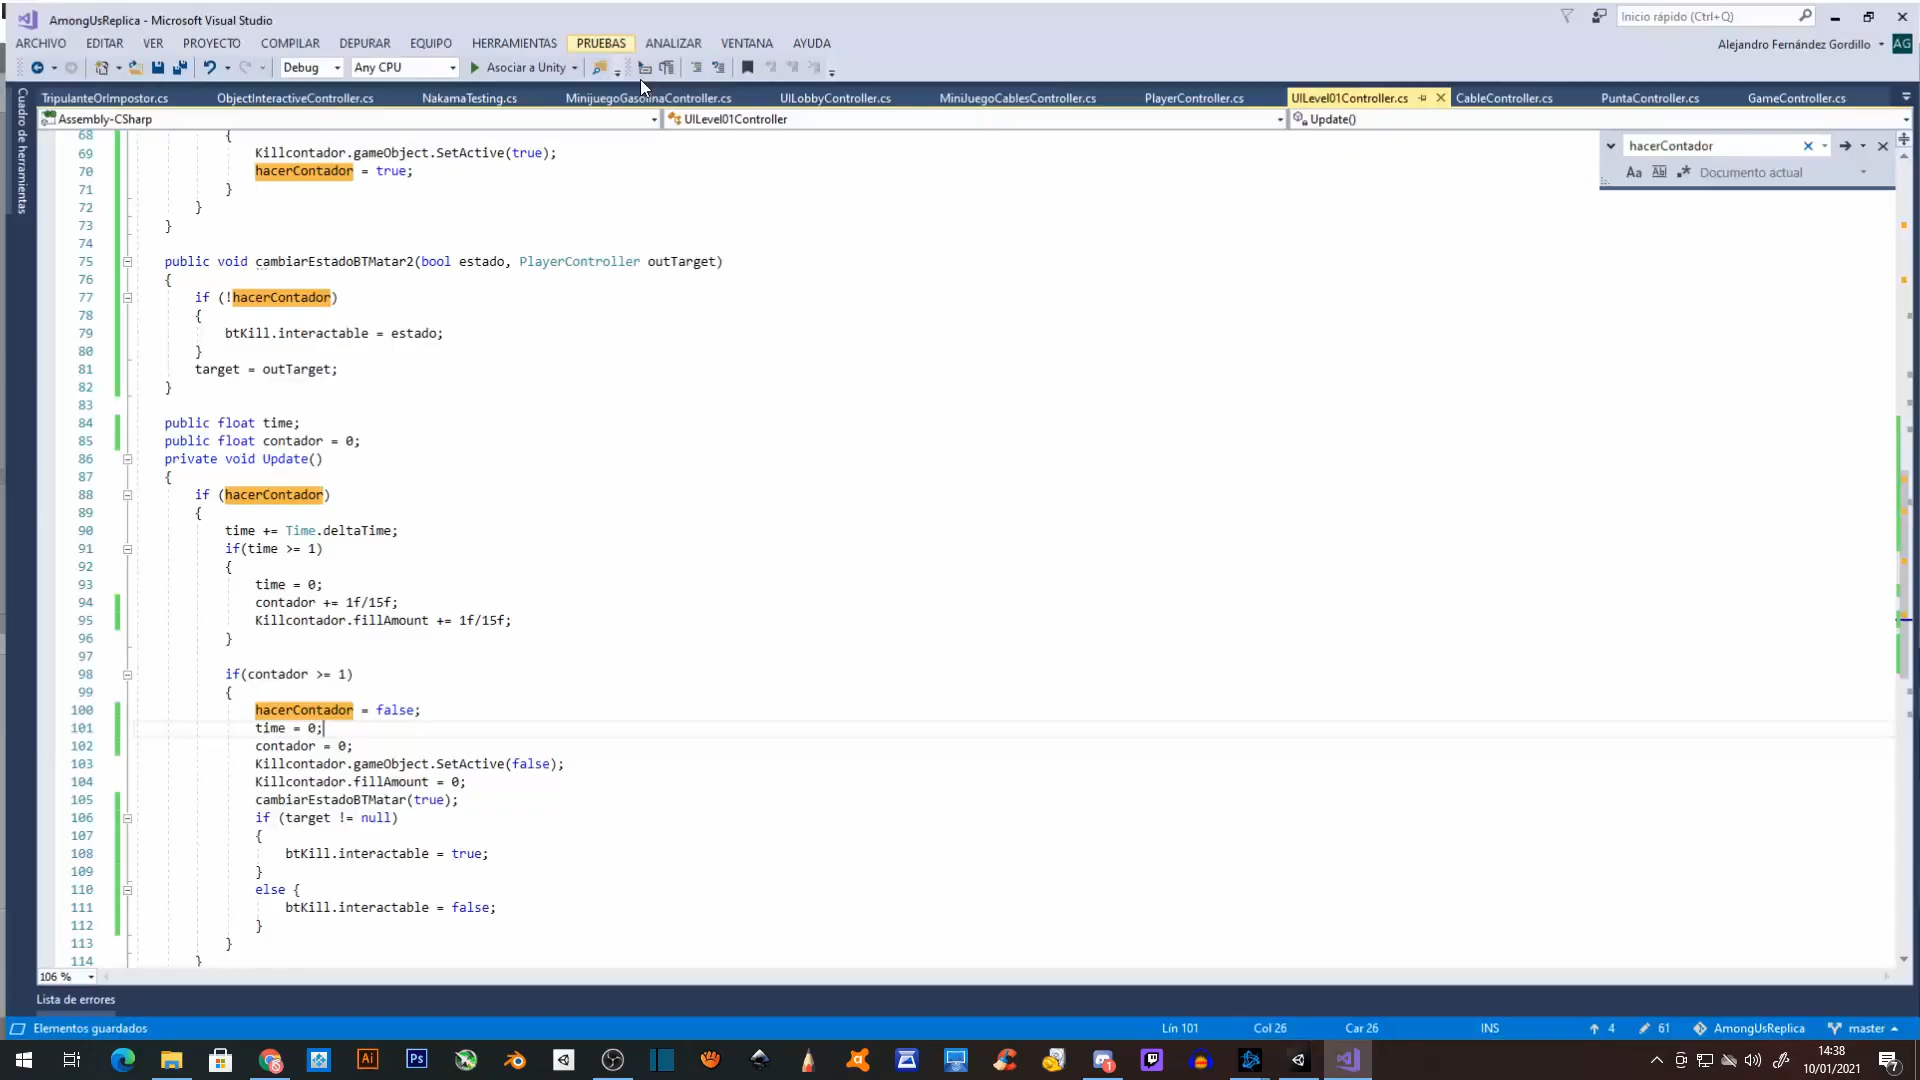 AmongUsReplica - Microsoft Visual Studio
Inicio rápido (Ctrl+Q)
ARCHIVO EDITAR VER PROYECTO COMPILAR DEPURAR EQUIPO HERRAMIENTAS PRUEBAS ANALIZAR VENTANA AYUDA
Alejandro Fernández Gordillo AG
Debug Any CPU Asociar a Unity
Cuadro de herramientas
TripulanteOrImpostor.cs ObjectInteractiveController.cs NakamaTesting.cs MinijuegoGasolinaController.cs UILobbyController.cs MiniJuegoCablesController.cs PlayerController.cs UILevel01Controller.cs CableController.cs PuntaController.cs GameController.cs
Assembly-CSharp UILevel01Controller Update()
hacerContador
Aa Ab Documento actual
68 {
69 Killcontador.gameObject.SetActive(true);
70 hacerContador = true;
71 }
72 }
73 }
74
75 public void cambiarEstadoBTMatar2(bool estado, PlayerController outTarget)
76 {
77 if (!hacerContador)
78 {
79 btKill.interactable = estado;
80 }
81 target = outTarget;
82 }
83
84 public float time;
85 public float contador = 0;
86 private void Update()
87 {
88 if (hacerContador)
89 {
90 time += Time.deltaTime;
91 if(time >= 1)
92 {
93 time = 0;
94 contador += 1f/15f;
95 Killcontador.fillAmount += 1f/15f;
96 }
97
98 if(contador >= 1)
99 {
100 hacerContador = false;
101 time = 0;
102 contador = 0;
103 Killcontador.gameObject.SetActive(false);
104 Killcontador.fillAmount = 0;
105 cambiarEstadoBTMatar(true);
106 if (target != null)
107 {
108 btKill.interactable = true;
109 }
110 else {
111 btKill.interactable = false;
112 }
113 }
114 }
106 %
Lista de errores
Elementos guardados Lín 101 Col 26 Car 26 INS 4 61 AmongUsReplica master
Ai Ps 1 14:38
10/01/2021 7